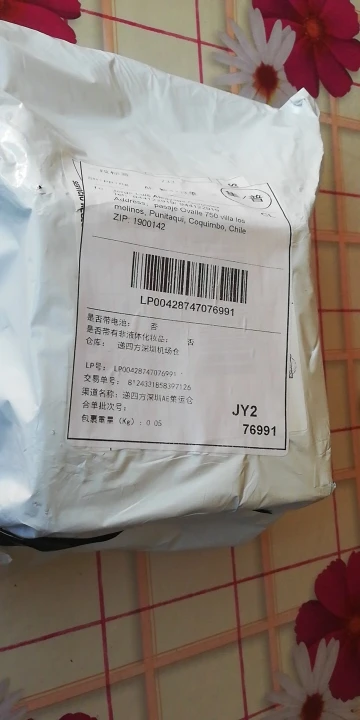 Address: pasaje Ovalle 750 villa los
molinos, Punitaqui, Coquimbo, Chile
ZIP: 1900142
LP00428747076991
是否带电池： 否
是否带有非液体化妆品： 否
仓库： 递四方深圳机场仓
LP号： LP00428747076991
交易单号： 8124331858397126
渠道名称：递四方深圳AE集运仓
合单批次号：
包裹重量（Kg）：0.05
JY2
76991